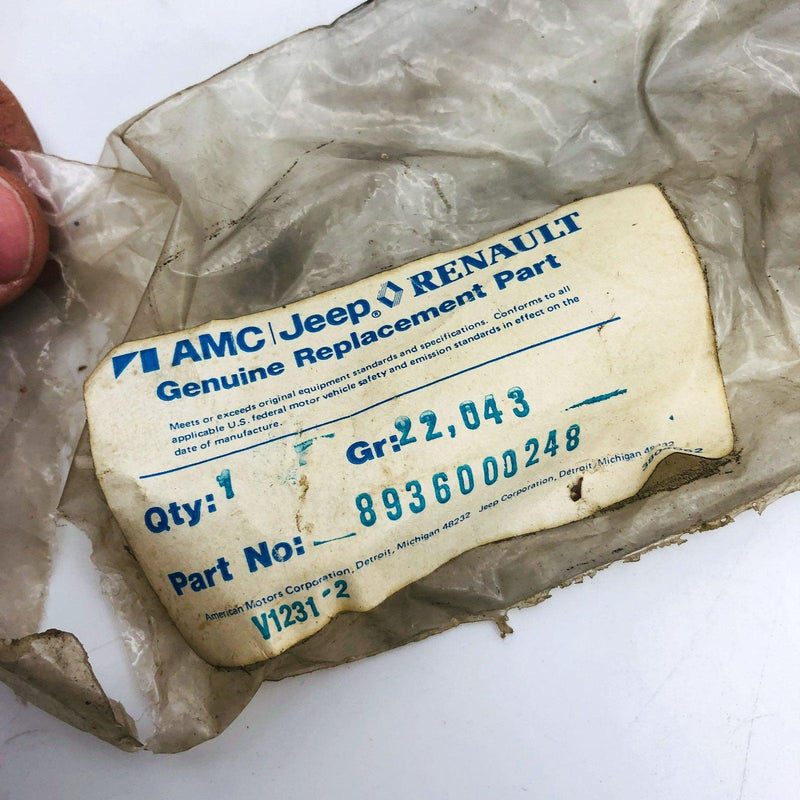 AMC | Jeep® RENAULT
Genuine Replacement Part
Meets or exceeds original equipment standards and specifications. Conforms to all
applicable U.S. federal motor vehicle safety and emission standards in effect on the
date of manufacture.
Qty: 1 Gr: 22,043
Part No: 8936000248
American Motors Corporation, Detroit, Michigan 48232 Jeep Corporation, Detroit, Michigan 48232
V1231-2